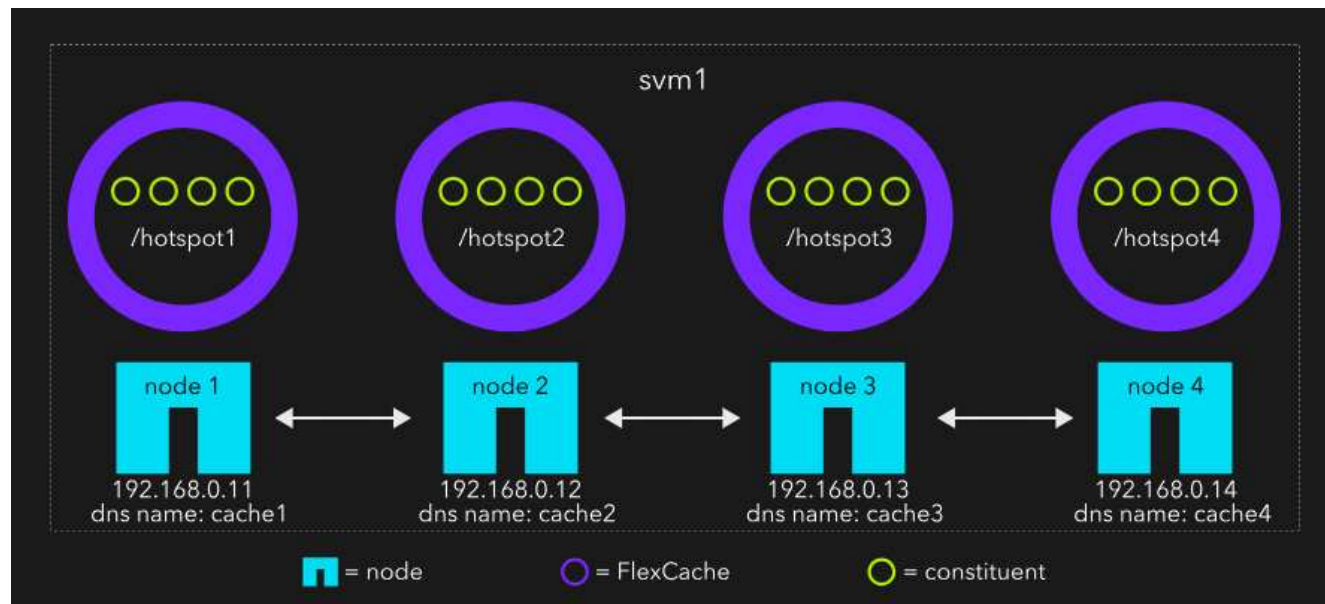 svm1
/hotspot1
/hotspot2
/hotspot3
/hotspot4
node 1
node 2
node 3
node 4
192.168.0.11
dns name: cache1
192.168.0.12
dns name: cache2
192.168.0.13
dns name: cache3
192.168.0.14
dns name: cache4
= node
= FlexCache
= constituent